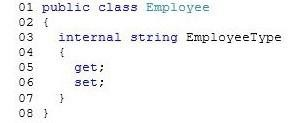 01 public class Employee
02 {
03   internal string EmployeeType
04   {
05     get;
06     set;
07   }
08 }